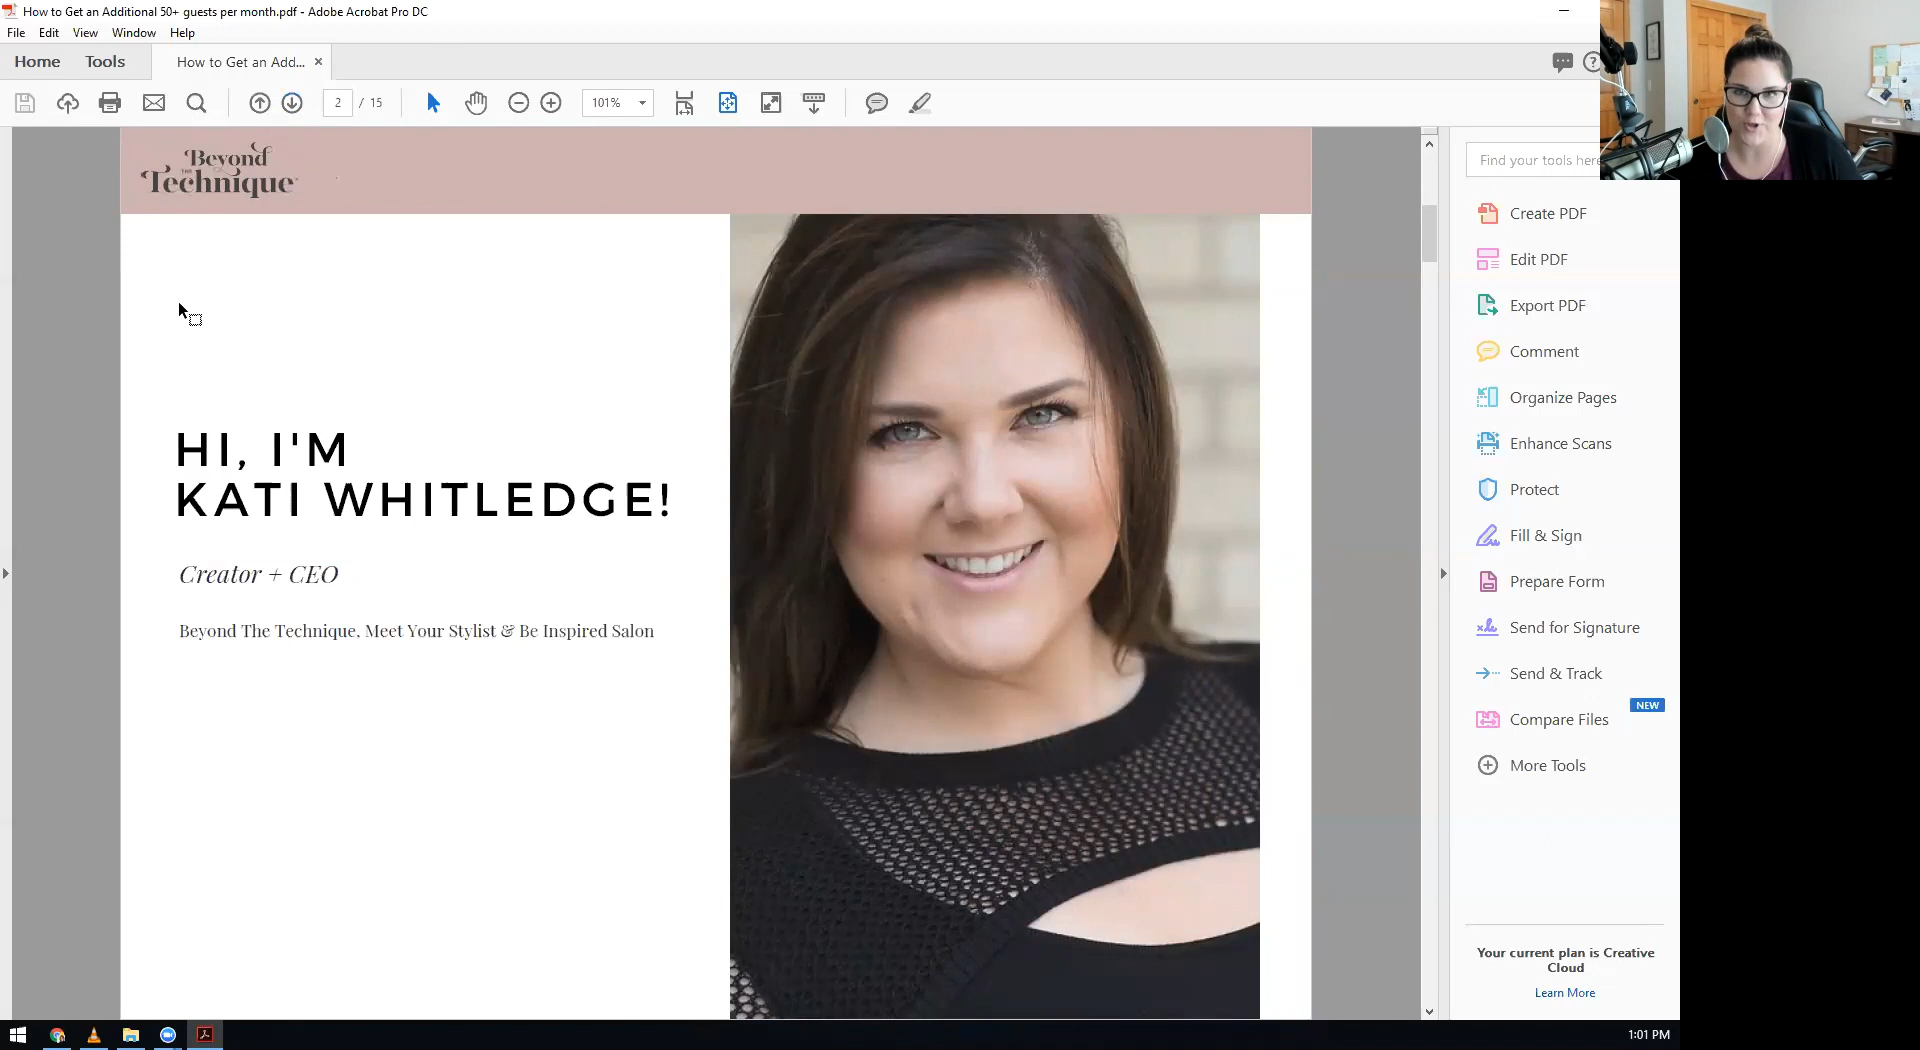 How to Get an Additional 50+ guests per month.pdf - Adobe Acrobat Pro DC
File Edit View Window Help
Home Tools How to Get an Add... ×
2 / 15 101%
Beyond
THE
Technique
HI, I'M
KATI WHITLEDGE!
Creator + CEO
Beyond The Technique, Meet Your Stylist & Be Inspired Salon
Find your tools here
Create PDF
Edit PDF
Export PDF
Comment
Organize Pages
Enhance Scans
Protect
Fill & Sign
Prepare Form
Send for Signature
Send & Track
NEW
Compare Files
More Tools
Your current plan is Creative
Cloud
Learn More
1:01 PM